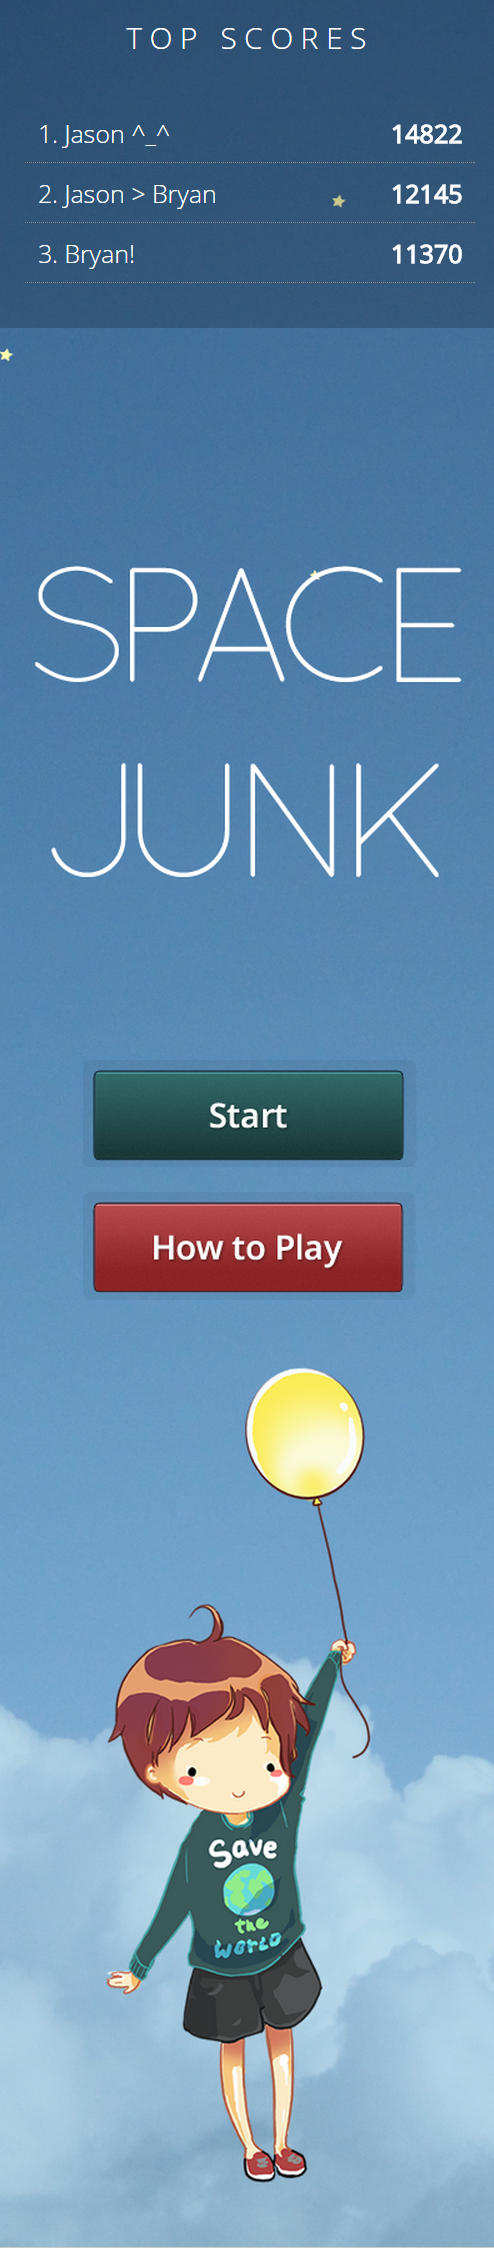 TOP SCORES
1. Jason ^_^ 14822
2. Jason > Bryan 12145
3. Bryan! 11370
SPACE
JUNK
Start
How to Play
Save
the
World